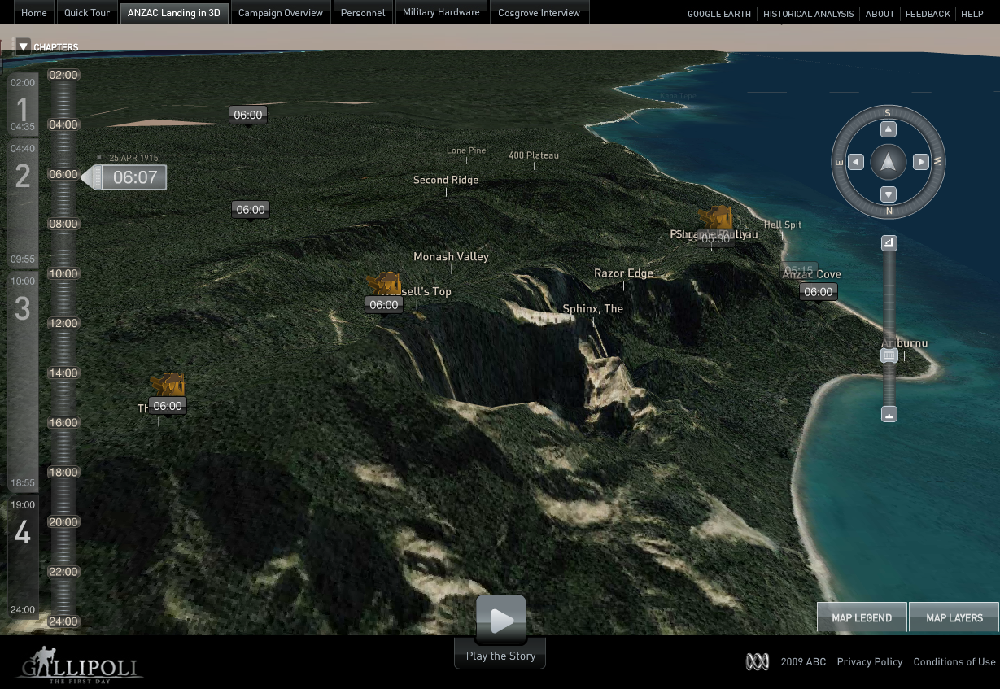 Home
Quick Tour
ANZAC Landing in 3D
Campaign Overview
Personnel
Military Hardware
Cosgrove Interview
GOOGLE EARTH
HISTORICAL ANALYSIS
ABOUT
FEEDBACK
HELP
CHAPTERS
02:00
1
04:35
04:40
2
09:55
10:00
3
18:55
19:00
4
24:00
02:00
04:00
06:00
08:00
10:00
12:00
14:00
16:00
18:00
20:00
22:00
24:00
25 APR 1915
06:07
06:00
06:00
Lone Pine
400 Plateau
Second Ridge
Monash Valley
sell's Top
06:00
Th
06:00
Razor Edge
Sphinx, The
05:30
Hell Spit
05:15
Anzac Cove
06:00
Ariburnu
S
E
W
N
MAP LEGEND
MAP LAYERS
Play the Story
GALLIPOLI
THE FIRST DAY
2009 ABC
Privacy Policy
Conditions of Use